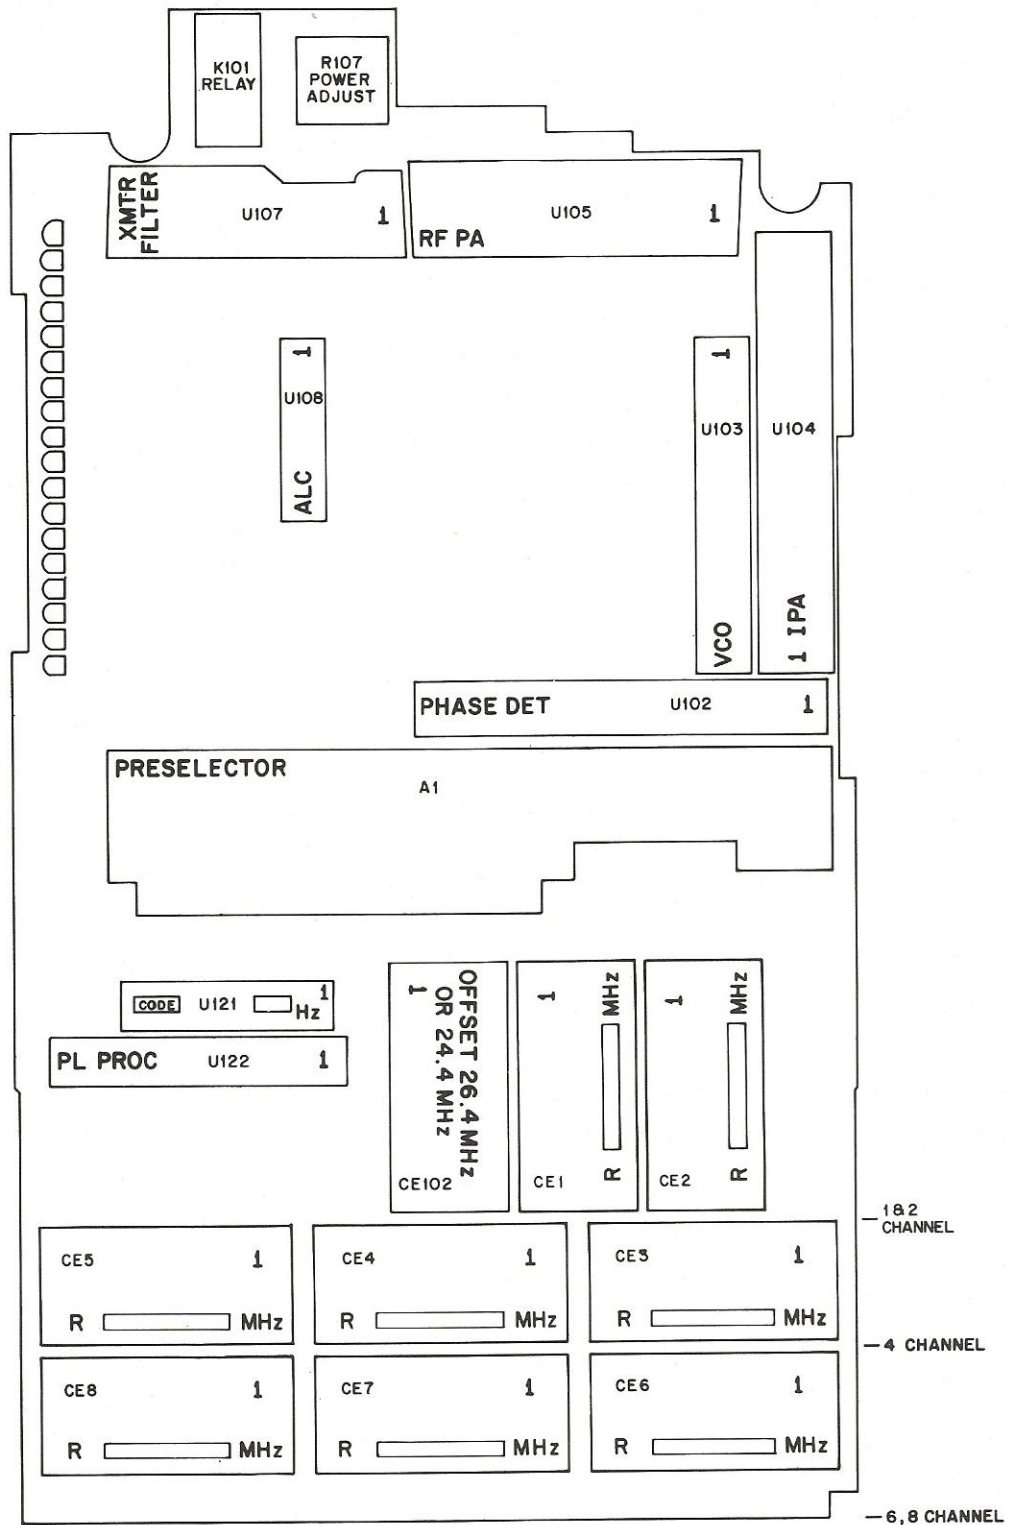 K101
RELAY
R107
POWER
ADJUST
XMTR
FILTER
U107
1
RF PA
U105
1
1
U108
ALC
1
U103
VCO
U104
1 IPA
PHASE DET
U102
1
PRESELECTOR
A1
CODE
U121
Hz
1
PL PROC
U122
1
OFFSET 26.4 MHz
OR 24.4 MHz
1
CE102
1
MHz
R
CE1
1
MHz
R
CE2
1&2
CHANNEL
CE5
1
R
MHz
CE4
1
R
MHz
CE3
1
R
MHz
4 CHANNEL
CE8
1
R
MHz
CE7
1
R
MHz
CE6
1
R
MHz
6,8 CHANNEL